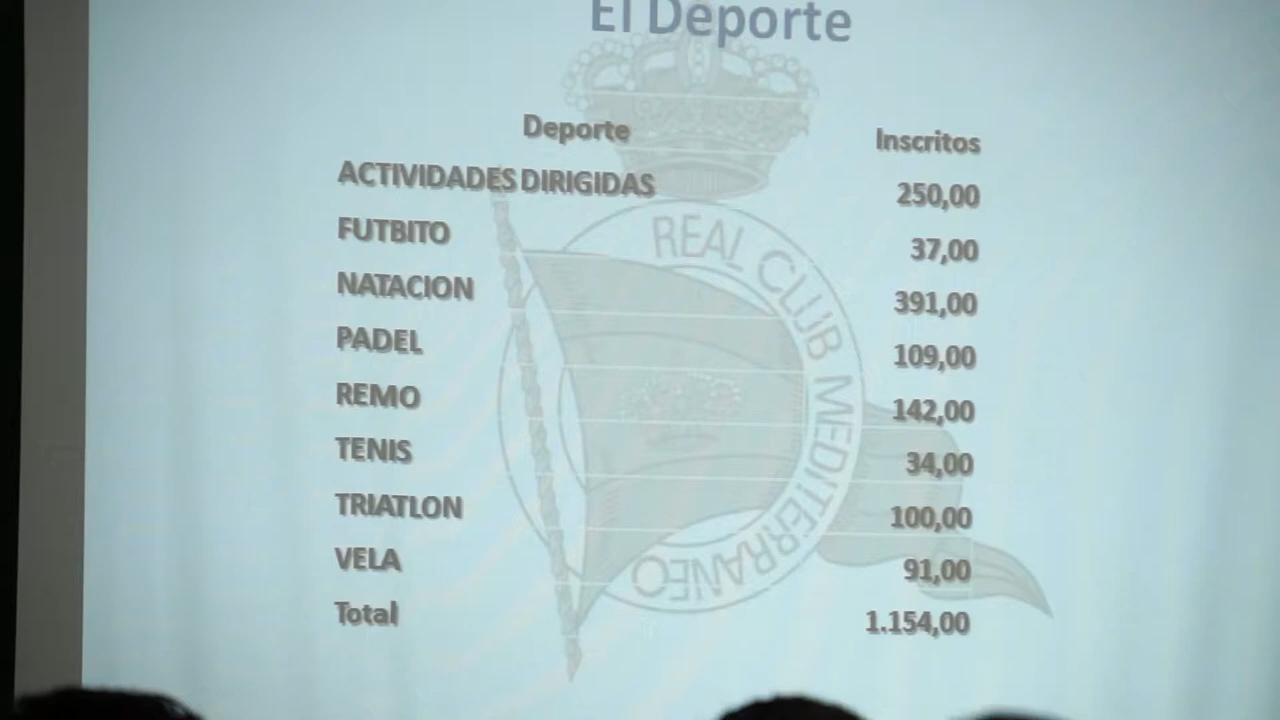 El Deporte
Deporte Inscritos
ACTIVIDADES DIRIGIDAS 250,00
FUTBITO 37,00
NATACION 391,00
PADEL 109,00
REMO 142,00
TENIS 34,00
TRIATLON 100,00
VELA 91,00
Total 1.154,00
REAL CLUB MEDITERRANEO